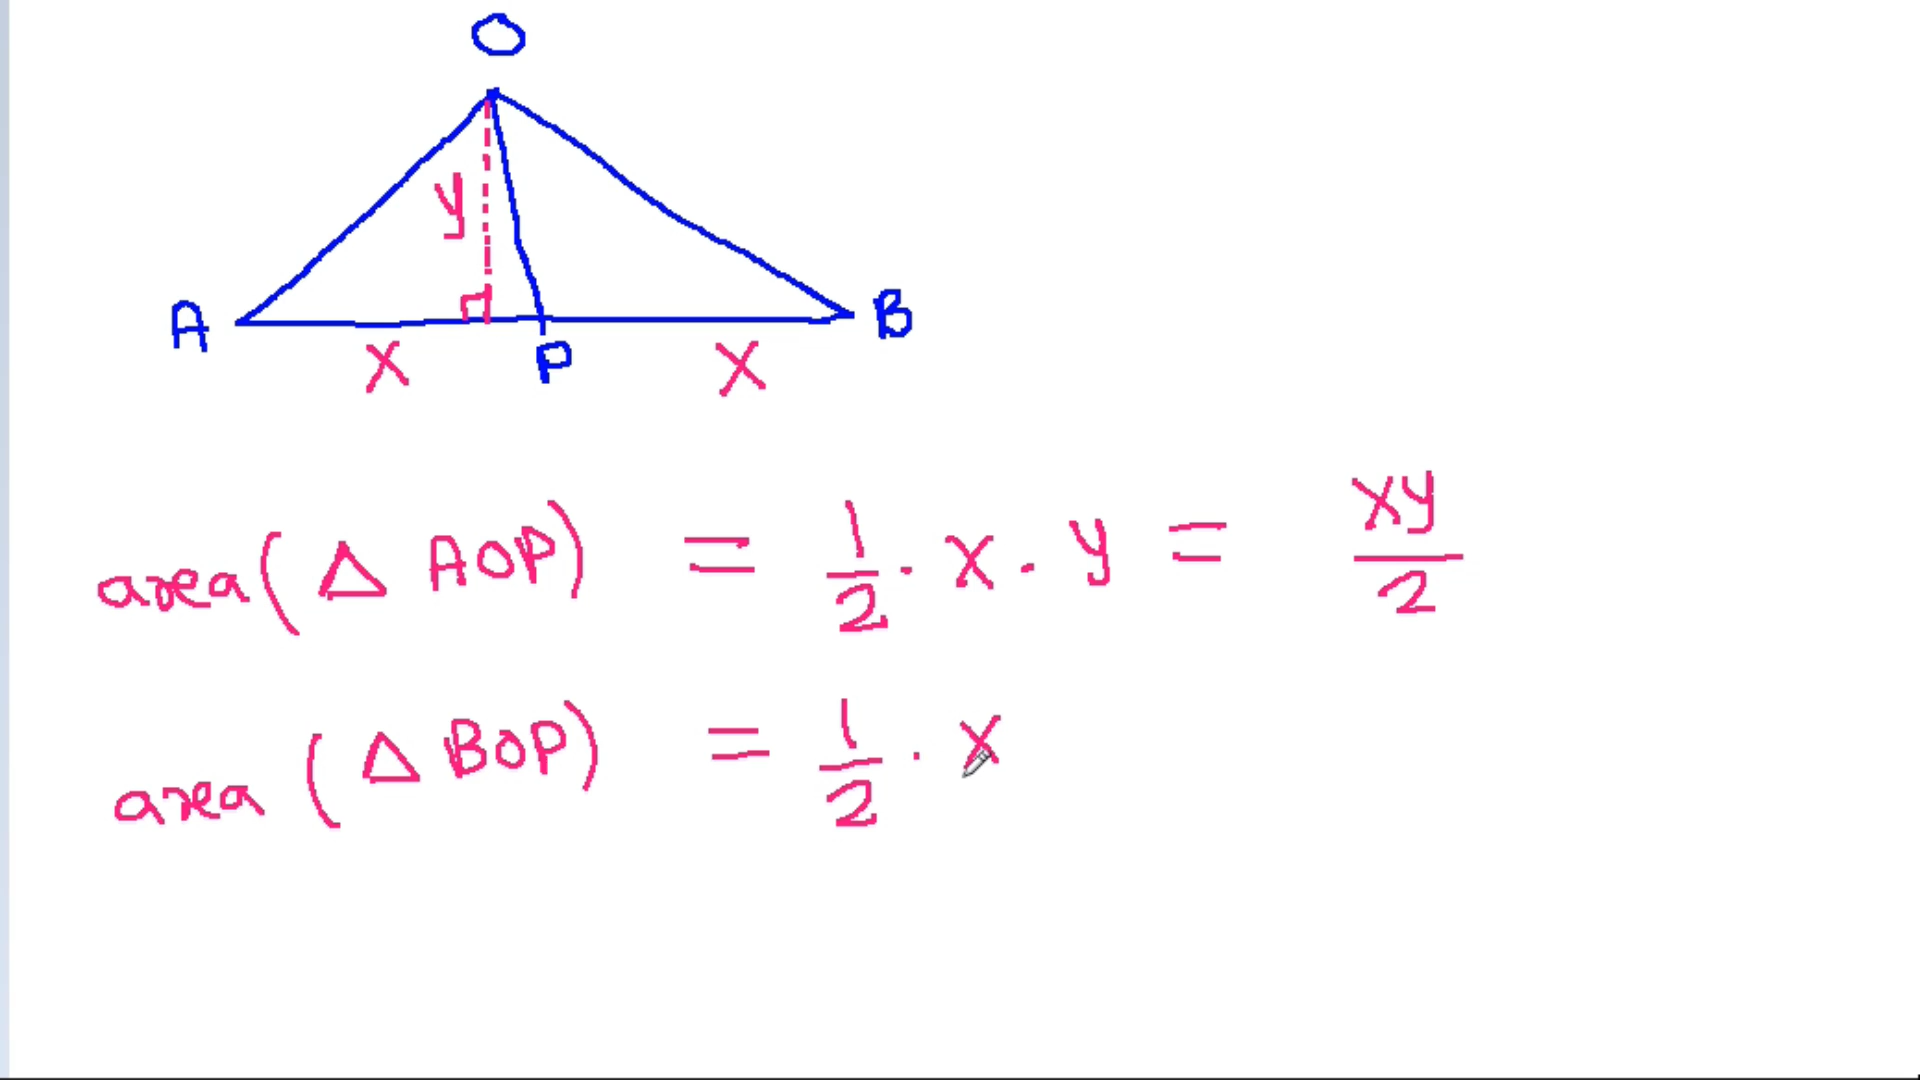 O
y
A B
x P x
area(Δ AOP) = 1/2 · x · y = xy/2
area (Δ BOP) = 1/2 · x